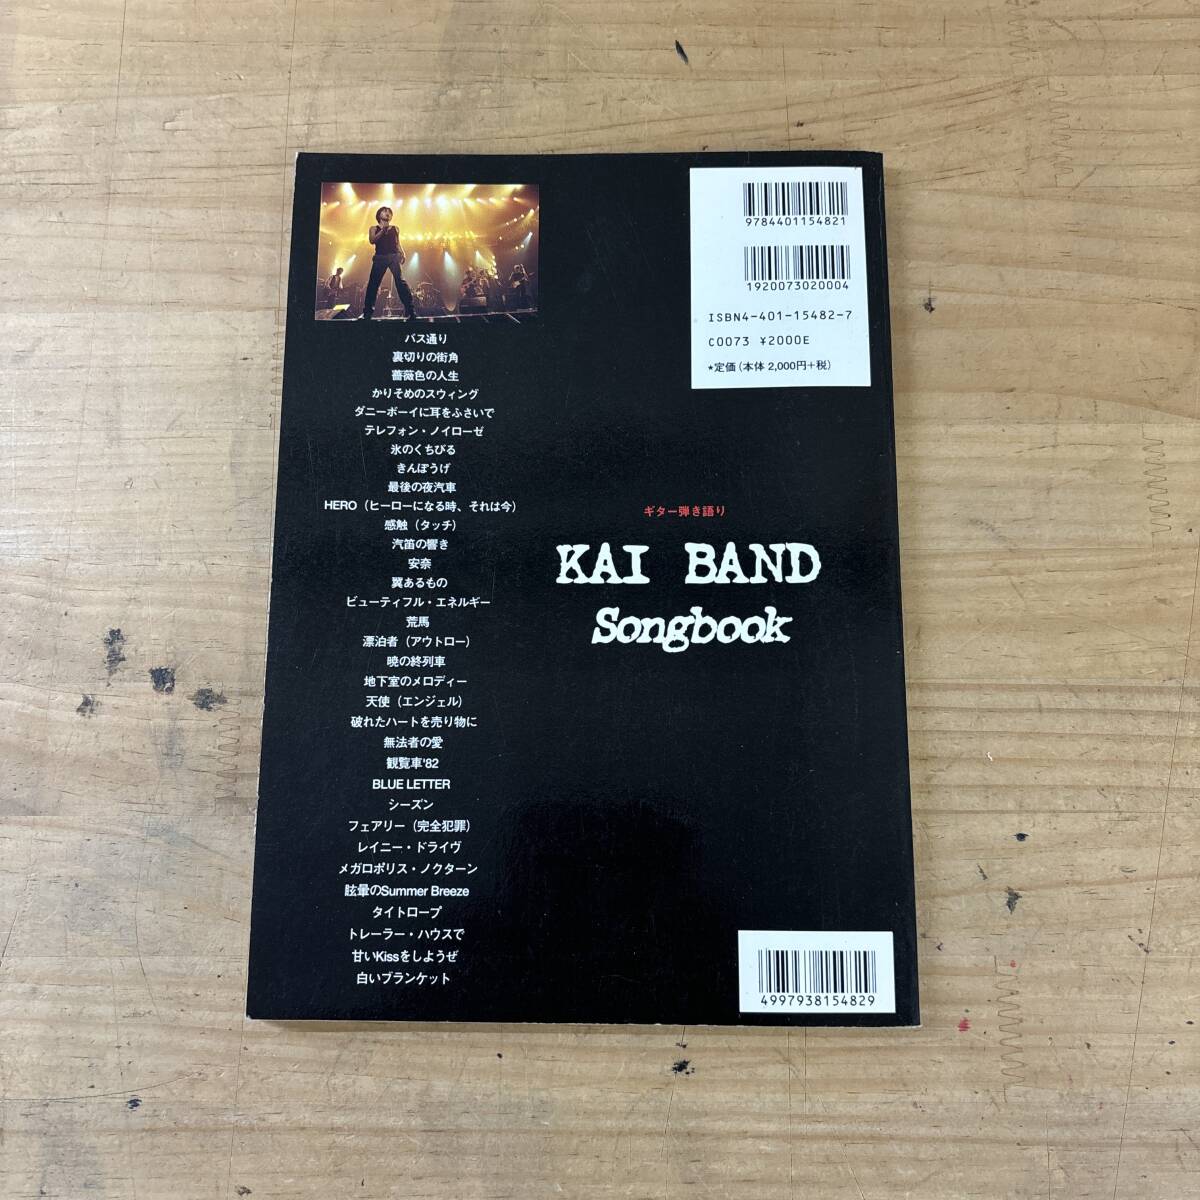 9784401154821
1920073020004
ISBN4-401-15482-7
C0073 ¥2000E
*定価(本体 2,000円+税)
バス通り
裏切りの街角
薔薇色の人生
かりそめのスウィング
ダニーボーイに耳をふさいで
テレフォン・ノイローゼ
氷のくちびる
きんぽうげ
最後の夜汽車
HERO(ヒーローになる時、それは今)
感触(タッチ)
汽笛の響き
安奈
翼あるもの
ビューティフル・エネルギー
荒馬
漂泊者(アウトロー)
暁の終列車
地下室のメロディー
天使(エンジェル)
破れたハートを売り物に
無法者の愛
観覧車'82
BLUE LETTER
シーズン
フェアリー(完全犯罪)
レイニー・ドライヴ
メガロポリス・ノクターン
眩暈のSummer Breeze
タイトロープ
トレーラー・ハウスで
甘いKissをしようぜ
白いブランケット
ギター弾き語り
KAI BAND
Songbook
4997938154829